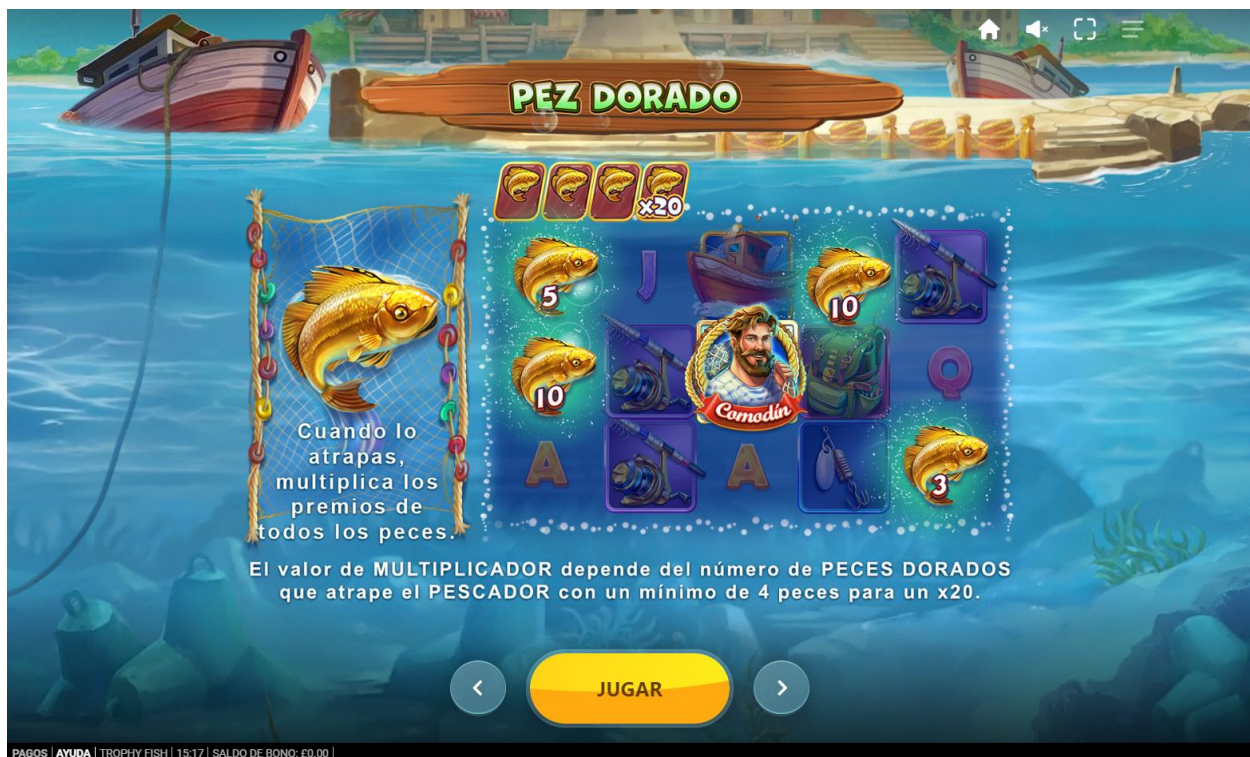 PEZ DORADO
x20
5
J
10
10
Comodín
Q
A
A
3
Cuando lo
atrapas,
multiplica los
premios de
todos los peces.
El valor de MULTIPLICADOR depende del número de PECES DORADOS
que atrape el PESCADOR con un mínimo de 4 peces para un x20.
JUGAR
PAGOS | AYUDA | TROPHY FISH | 15:17 | SALDO DE BONO: £0.00 |